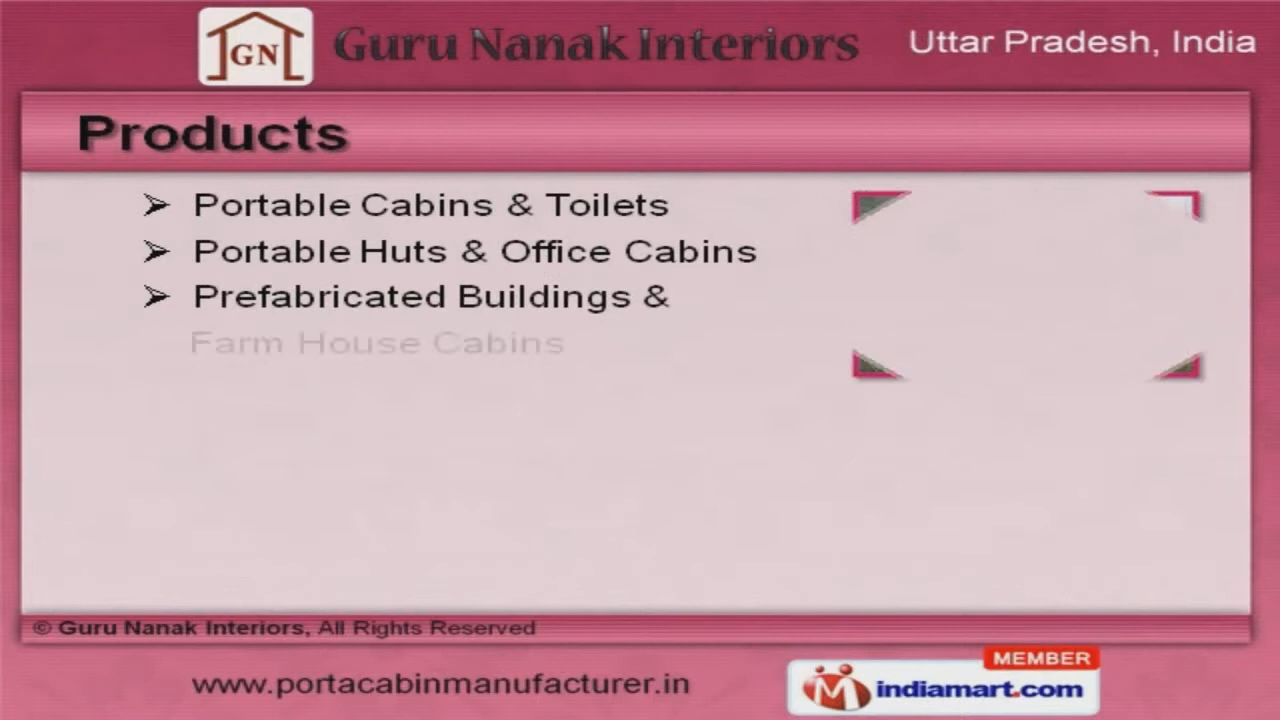 GN
Guru Nanak Interiors
Uttar Pradesh, India
Products
➢ Portable Cabins & Toilets
➢ Portable Huts & Office Cabins
➢ Prefabricated Buildings &
Farm House Cabins
© Guru Nanak Interiors, All Rights Reserved
www.portacabinmanufacturer.in
MEMBER
indiamart.com